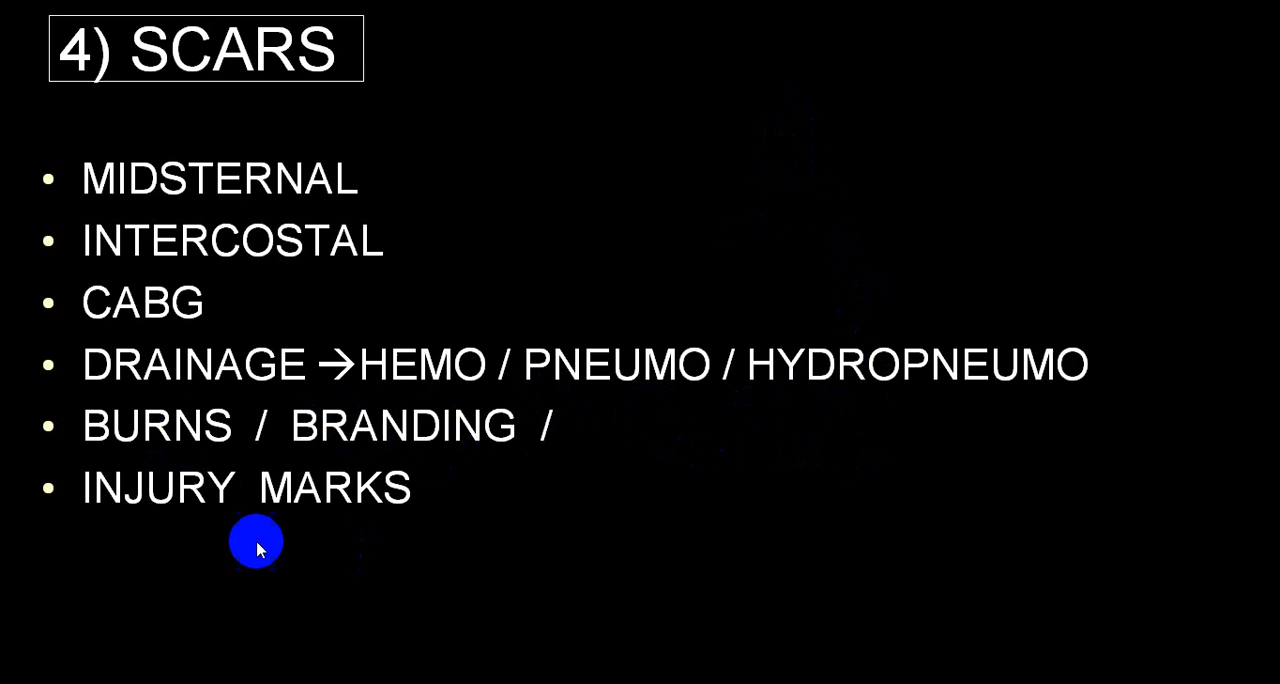 4) SCARS
• MIDSTERNAL
• INTERCOSTAL
• CABG
• DRAINAGE →HEMO / PNEUMO / HYDROPNEUMO
• BURNS / BRANDING /
• INJURY MARKS